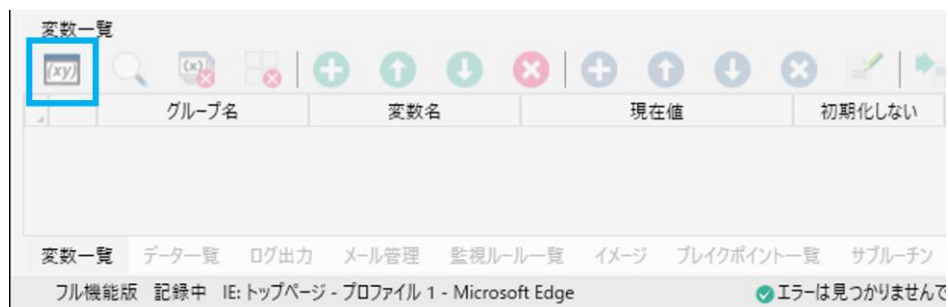 変数一覧
(xy) (x)
グループ名 変数名 現在値 初期化しない
変数一覧 データ一覧 ログ出力 メール管理 監視ルール一覧 イメージ ブレイクポイント一覧 サブルーチン
フル機能版 記録中 IE: トップページ - プロファイル 1 - Microsoft Edge エラーは見つかりませんで